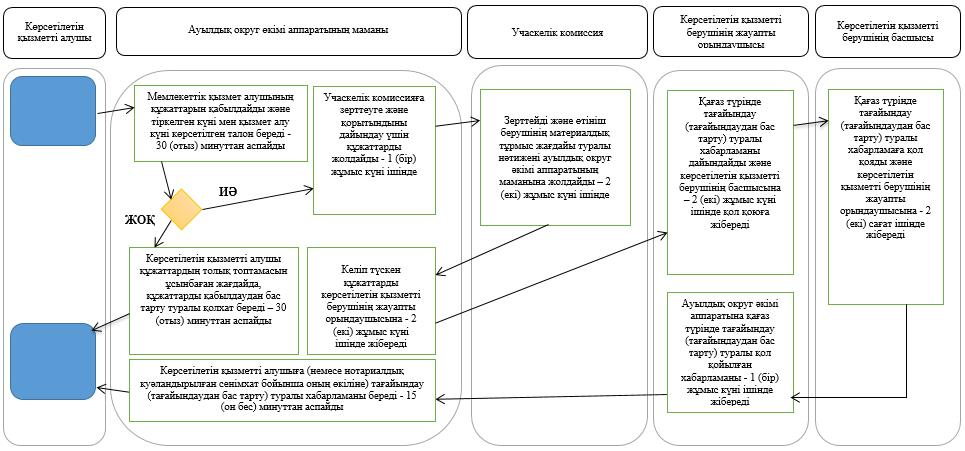 Көрсетілетін
қызметті алушы
Ауылдық округ әкімі аппаратының маманы
Учаскелік комиссия
Көрсетілетін қызметті
берушінің жауапты
орындаушысы
Көрсетілетін қызметті
берушінің басшысы
Мемлекеттік қызмет алушының
құжаттарын қабылдайды және
тіркелген күні мен қызмет алу
күні көрсетілген талон береді -
30 (отыз) минуттан аспайды
Учаскелік комиссияға
зерттеуге және
қорытындыны
дайындау үшін
құжаттарды
жолдайды - 1 (бір)
жұмыс күні ішінде
Зерттейді және өтініш
берушінің материалдық
тұрмыс жағдайы туралы
нәтижені ауылдық округ
әкімі аппаратының
маманына жолдайды – 2
(екі) жұмыс күні ішінде
Қағаз түрінде
тағайындау
(тағайындаудан бас
тарту) туралы
хабарламаны
дайындайды және
көрсетілетін қызметті
берушінің басшысына
– 2 (екі) жұмыс күні
ішінде қол қоюға
жібереді
Қағаз түрінде
тағайындау
(тағайындаудан бас
тарту) туралы
хабарламаға қол
қояды және
көрсетілетін
қызметті берушінің
жауапты
орындаушысына - 2
(екі) сағат ішінде
жібереді
ИӘ
ЖОҚ
Көрсетілетін қызметті алушы
құжаттардың толық топтамасын
ұсынбаған жағдайда,
құжаттарды қабылдаудан бас
тарту туралы қолхат береді – 30
(отыз) минуттан аспайды
Келіп түскен
құжаттарды
көрсетілетін қызметті
берушінің жауапты
орындаушысына - 2
(екі) жұмыс күні
ішінде жібереді
Ауылдық округ әкімі
аппаратына қағаз
түрінде тағайындау
(тағайындаудан бас
тарту) туралы қол
қойылған
хабарламаны - 1 (бір)
жұмыс күні ішінде
жібереді
Көрсетілетін қызметті алушыға (немесе нотариалдық
куәландырылған сенімхат бойынша оның өкіліне) тағайындау
(тағайындаудан бас тарту) туралы хабарламаны береді - 15
(он бес) минуттан аспайды